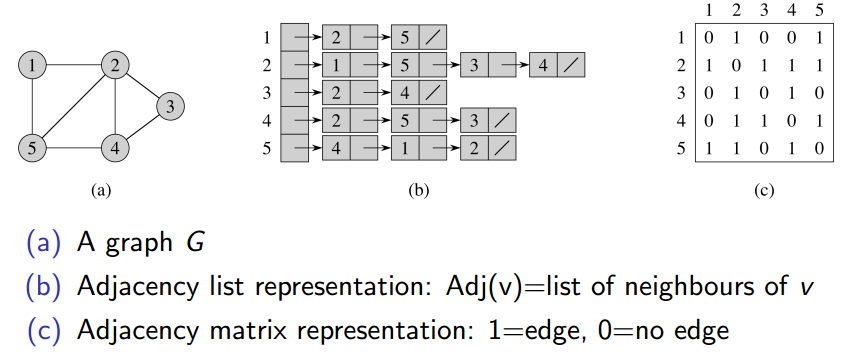 1 2 3 4 5
1 2 3 5 4
(a)
1 2 5
2 1 5 3 4
3 2 4
4 2 5 3
5 4 1 2
(b)
1 0 1 0 0 1
2 1 0 1 1 1
3 0 1 0 1 0
4 0 1 1 0 1
5 1 1 0 1 0
(c)
(a) A graph G
(b) Adjacency list representation: Adj(v)=list of neighbours of v
(c) Adjacency matrix representation: 1=edge, 0=no edge